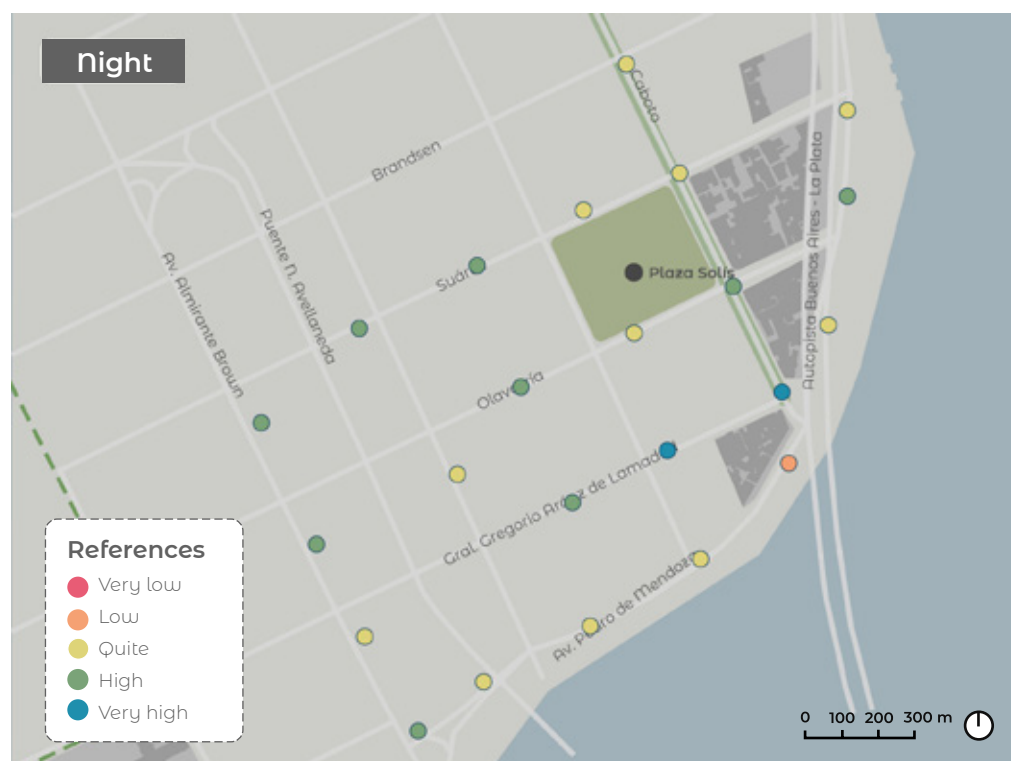 Night
Caboto
Brandsen
Autopista Buenos Aires - La Plata
Puente N. Avellaneda
Av. Almirante Brown
Plaza Solís
Olavarría
Gral. Gregorio Aráoz de Lamadrid
Av. Pedro de Mendoza
References
Very low
Low
Quite
High
Very high
0 100 200 300 m